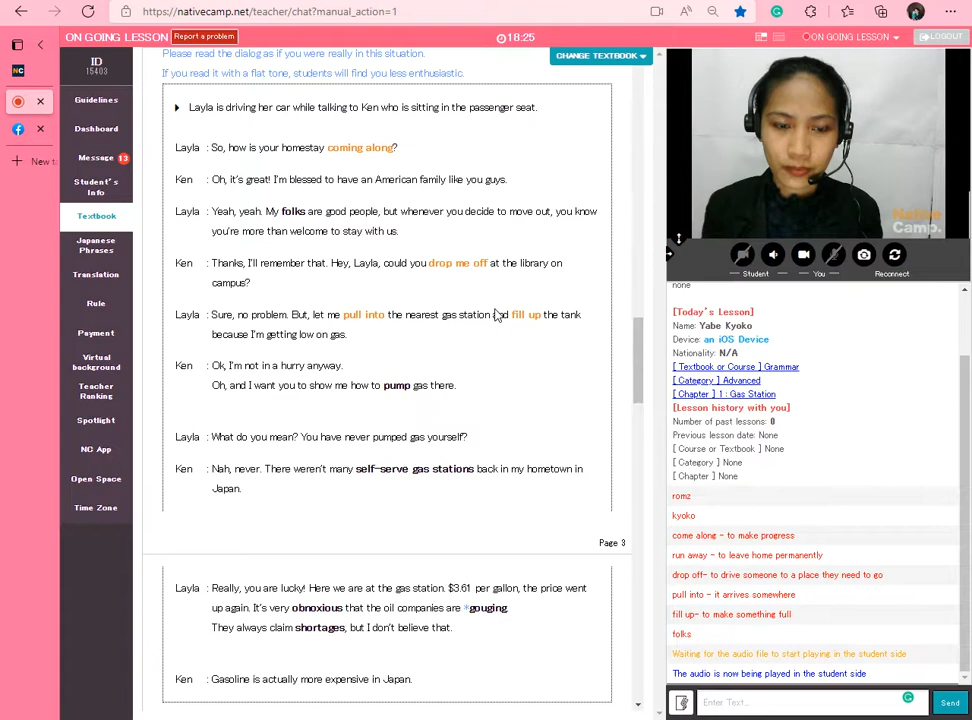 https://nativecamp.net/teacher/chat?manual_action=1
ON GOING LESSON Report a problem
18:25
ON GOING LESSON
LOGOUT
ID
15403
Guidelines
Dashboard
Message 13
Student's
Info
Textbook
Japanese
Phrases
Translation
Rule
Payment
Virtual
background
Teacher
Ranking
Spotlight
NC App
Open Space
Time Zone
NC
New t
CHANGE TEXTBOOK
Please read the dialog as if you were really in this situation.
If you read it with a flat tone, students will find you less enthusiastic.
Layla is driving her car while talking to Ken who is sitting in the passenger seat.
Layla : So, how is your homestay coming along?
Ken : Oh, it's great! I'm blessed to have an American family like you guys.
Layla : Yeah, yeah. My folks are good people, but whenever you decide to move out, you know
you're more than welcome to stay with us.
Ken : Thanks, I'll remember that. Hey, Layla, could you drop me off at the library on
campus?
Layla : Sure, no problem. But, let me pull into the nearest gas station and fill up the tank
because I'm getting low on gas.
Ken : Ok, I'm not in a hurry anyway.
Oh, and I want you to show me how to pump gas there.
Layla : What do you mean? You have never pumped gas yourself?
Ken : Nah, never. There weren't many self-serve gas stations back in my hometown in
Japan.
Page 3
Layla : Really, you are lucky! Here we are at the gas station. $3.61 per gallon, the price went
up again. It's very obnoxious that the oil companies are *gouging.
They always claim shortages, but I don't believe that.
Ken : Gasoline is actually more expensive in Japan.
Native
Camp.
Student
You
Reconnect
none
[Today's Lesson]
Name: Yabe Kyoko
Device: an iOS Device
Nationality: N/A
[ Textbook or Course ] Grammar
[ Category ] Advanced
[ Chapter ] 1 : Gas Station
[Lesson history with you]
Number of past lessons: 0
Previous lesson date: None
[ Course or Textbook ] None
[ Category ] None
[ Chapter ] None
romz
kyoko
come along - to make progress
run away - to leave home permanently
drop off- to drive someone to a place they need to go
pull into - it arrives somewhere
fill up- to make something full
folks
Waiting for the audio file to start playing in the student side
The audio is now being played in the student side
Enter Text...
Send